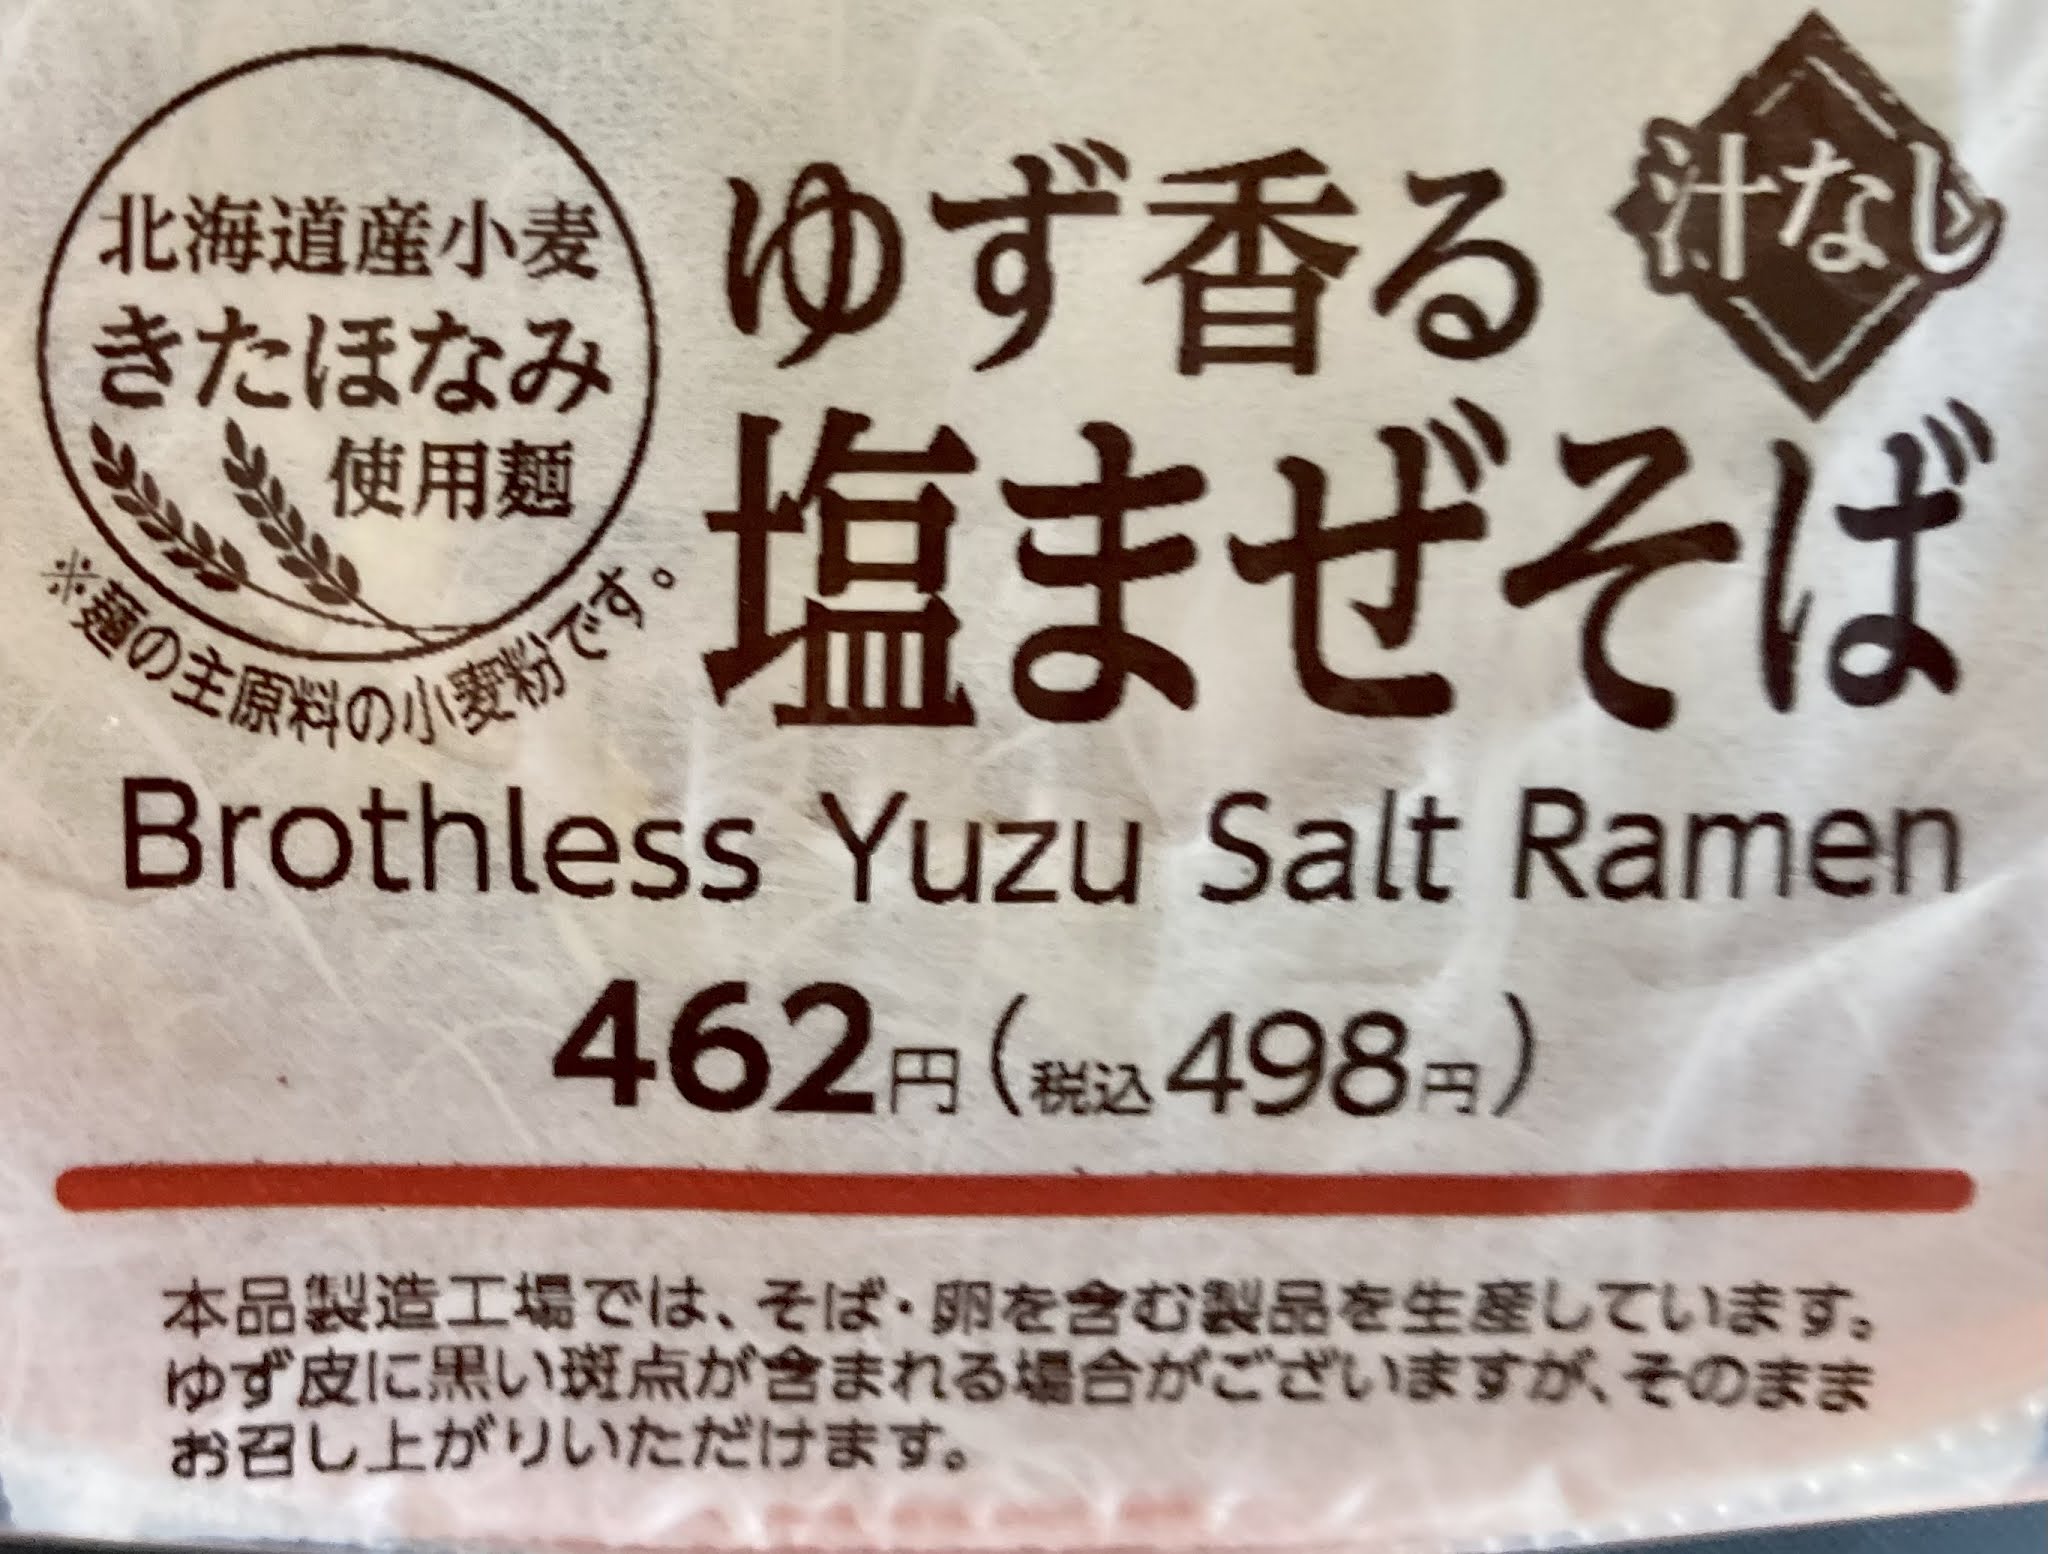 北海道産小麦
きたほなみ
使用麺
※麺の主原料の小麦粉です。
ゆず香る
汁なし
塩まぜそば
Brothless Yuzu Salt Ramen
462円(税込498円)
本品製造工場では、そば・卵を含む製品を生産しています。
ゆず皮に黒い斑点が含まれる場合がございますが、そのまま
お召し上がりいただけます。